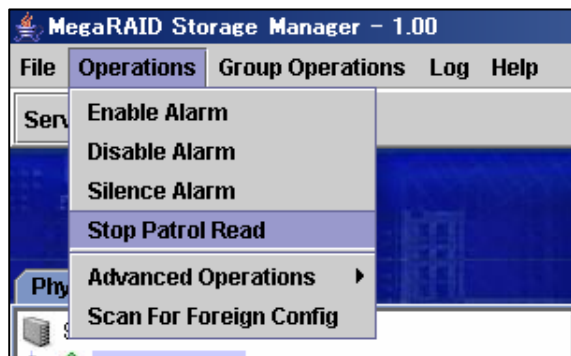 MegaRAID Storage Manager - 1.00
File Operations Group Operations Log Help
Enable Alarm
Disable Alarm
Silence Alarm
Stop Patrol Read
Advanced Operations
Scan For Foreign Config